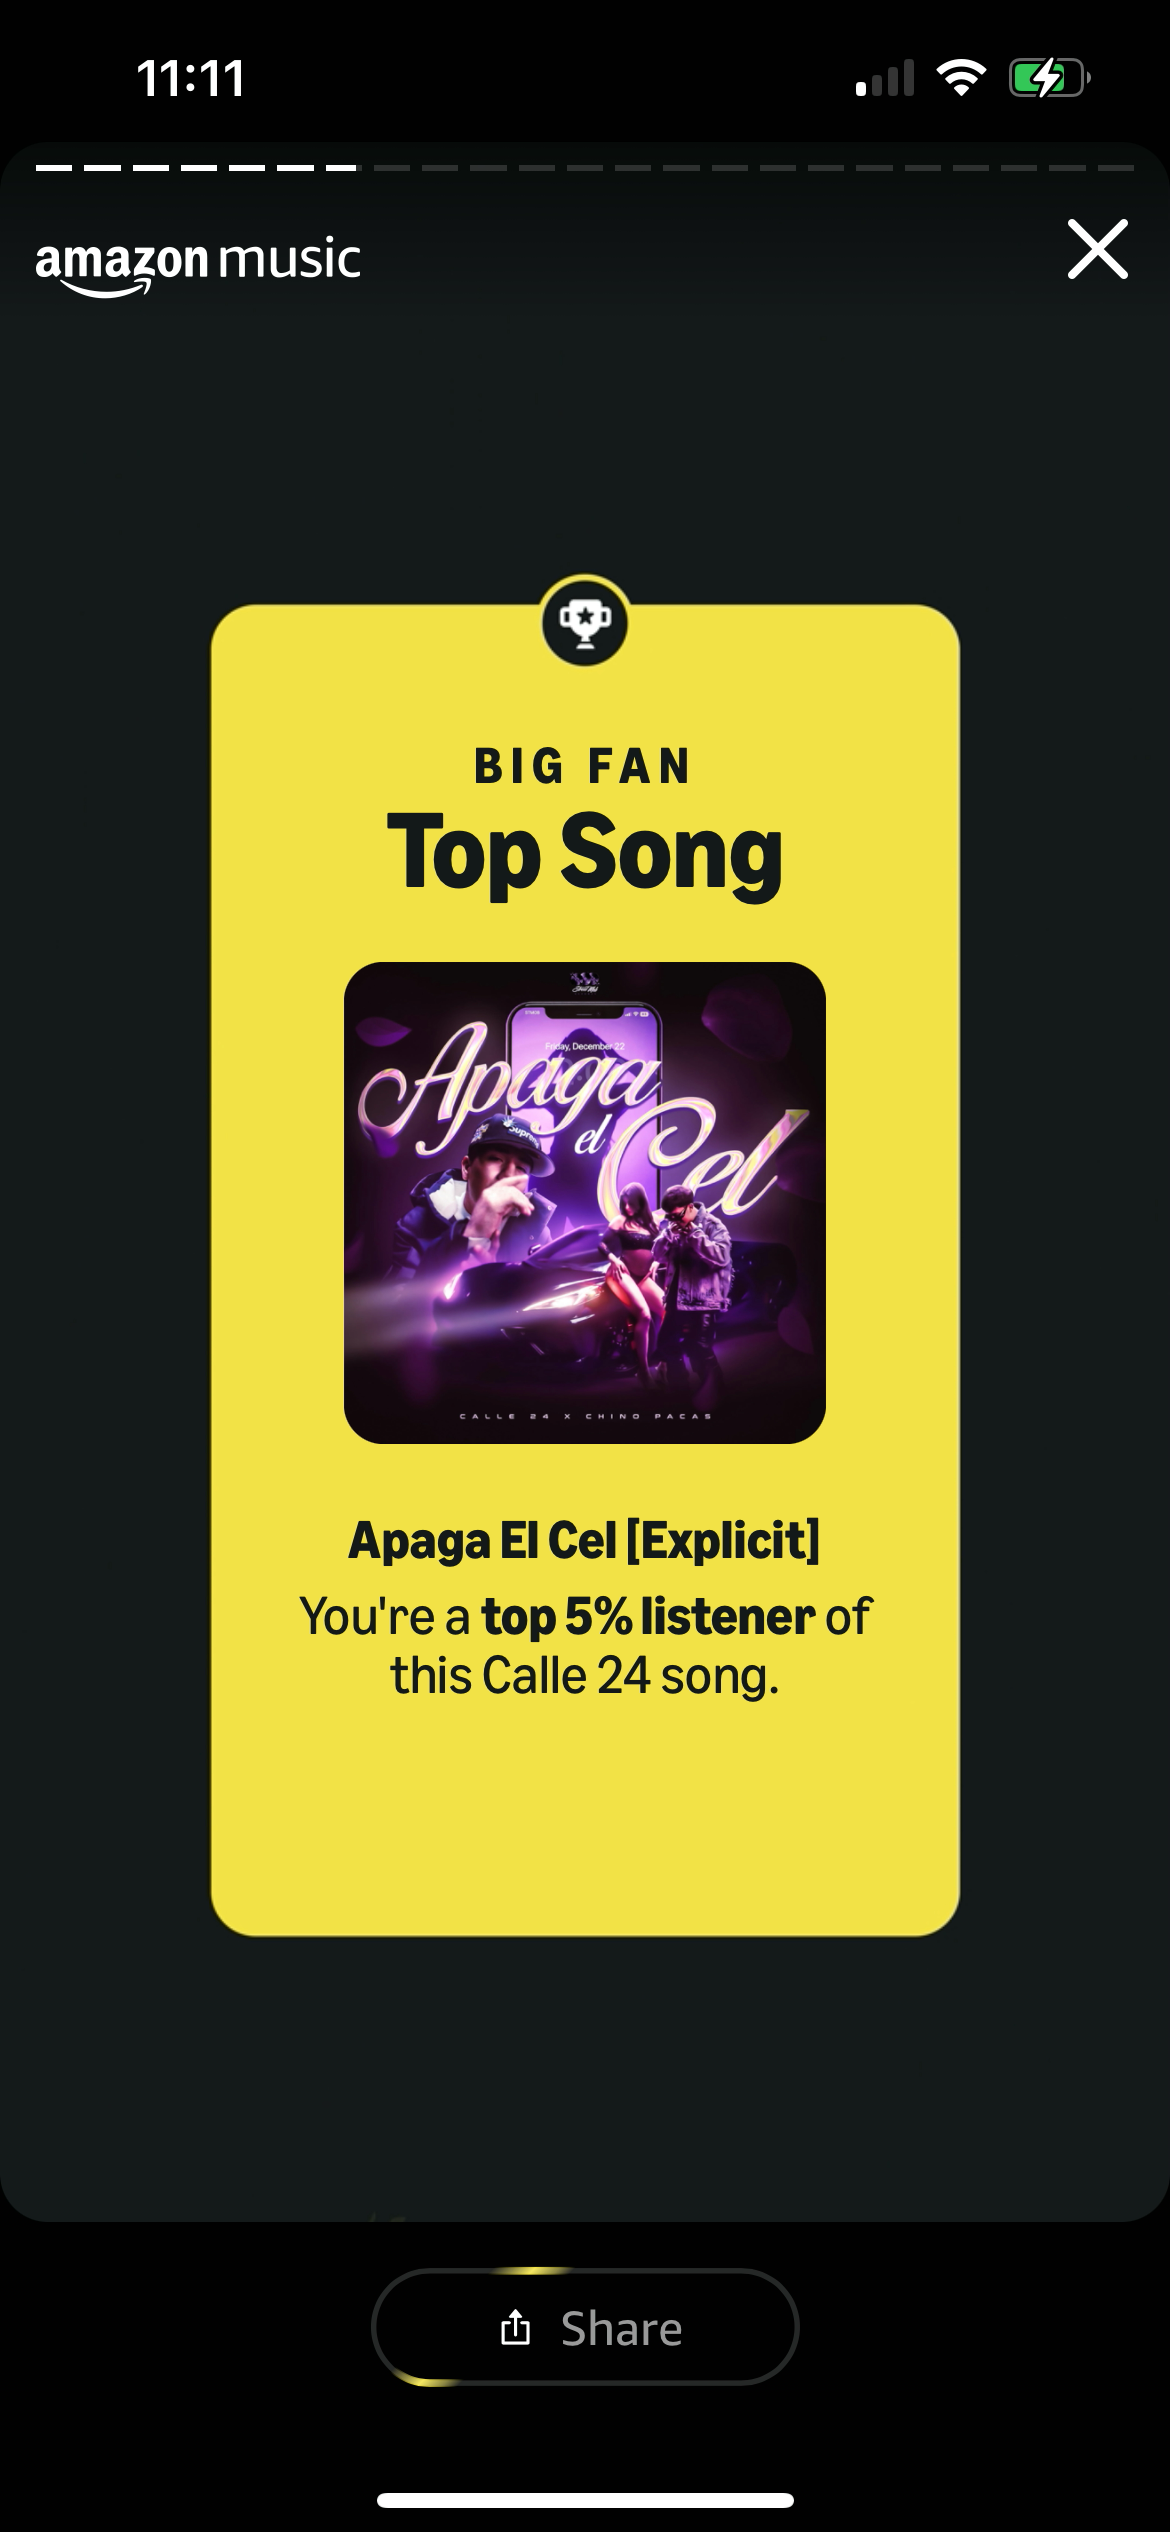 11:11
amazon music
BIG FAN
Top Song
Friday, December 22
Apaga
el
Cel
Supreme
CALLE 24 X CHINO PACAS
Apaga El Cel [Explicit]
You're a top 5% listener of
this Calle 24 song.
Share